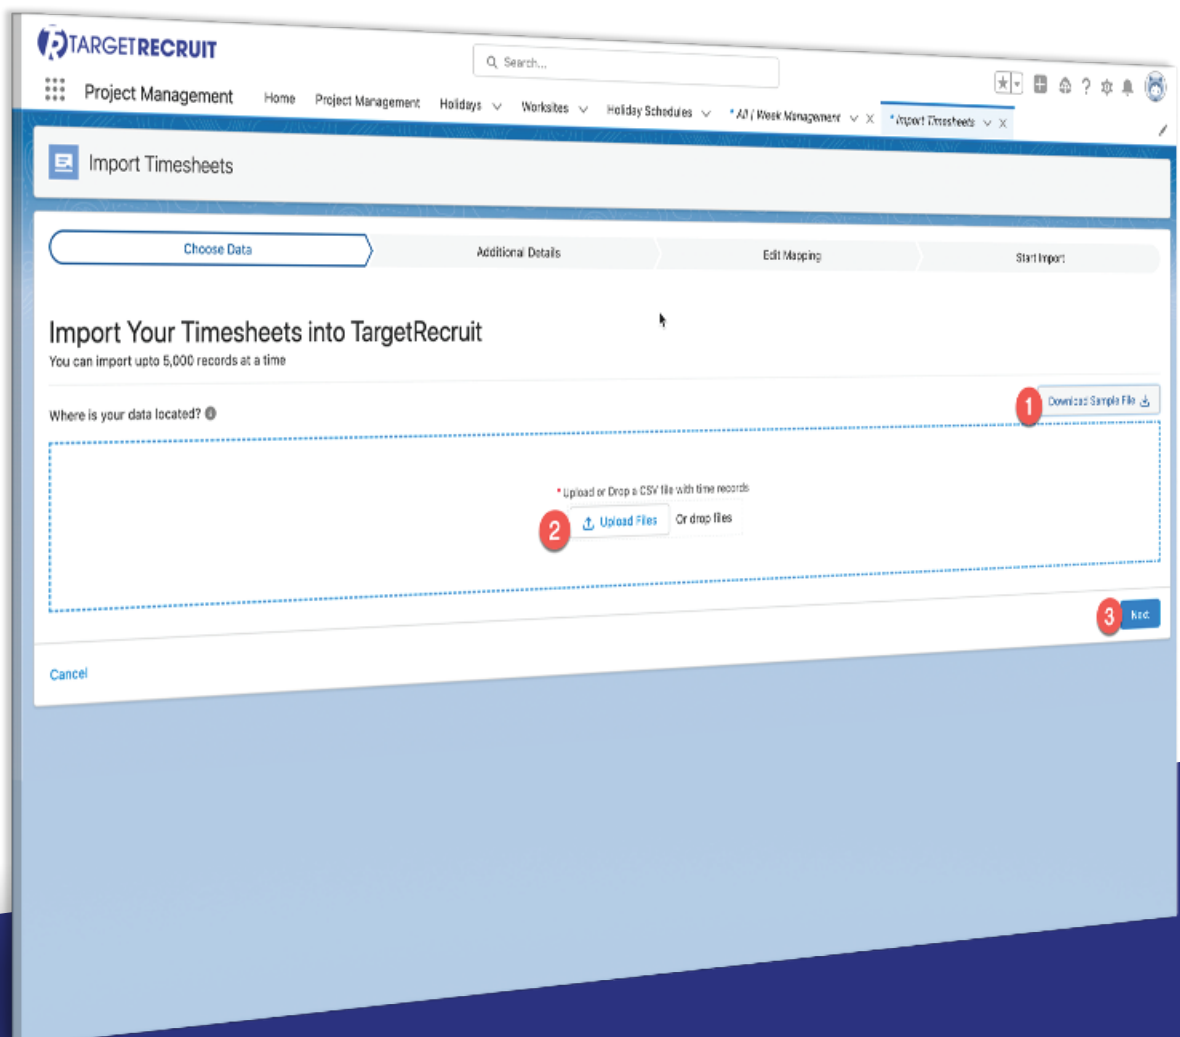 TARGETRECRUIT
Search...
Project Management
Home
Project Management
Holidays
Worksites
Holiday Schedules
* All / Week Management
* Import Timesheets
Import Timesheets
Choose Data
Additional Details
Edit Mapping
Start Import
Import Your Timesheets into TargetRecruit
You can import upto 5,000 records at a time
Where is your data located?
1
Download Sample File
* Upload or Drop a CSV file with time records
2
Upload Files
Or drop files
3
Next
Cancel